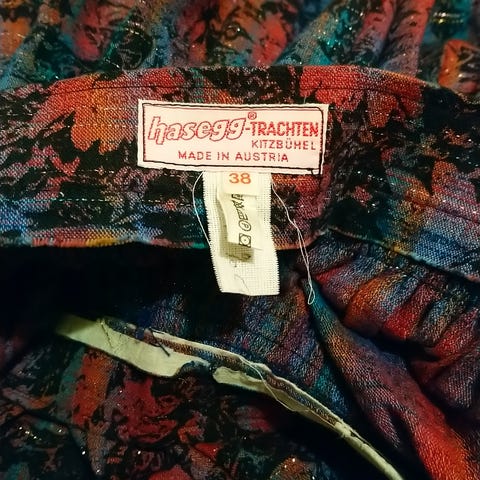 hasegg®-TRACHTEN
KITZBÜHEL
MADE IN AUSTRIA
38